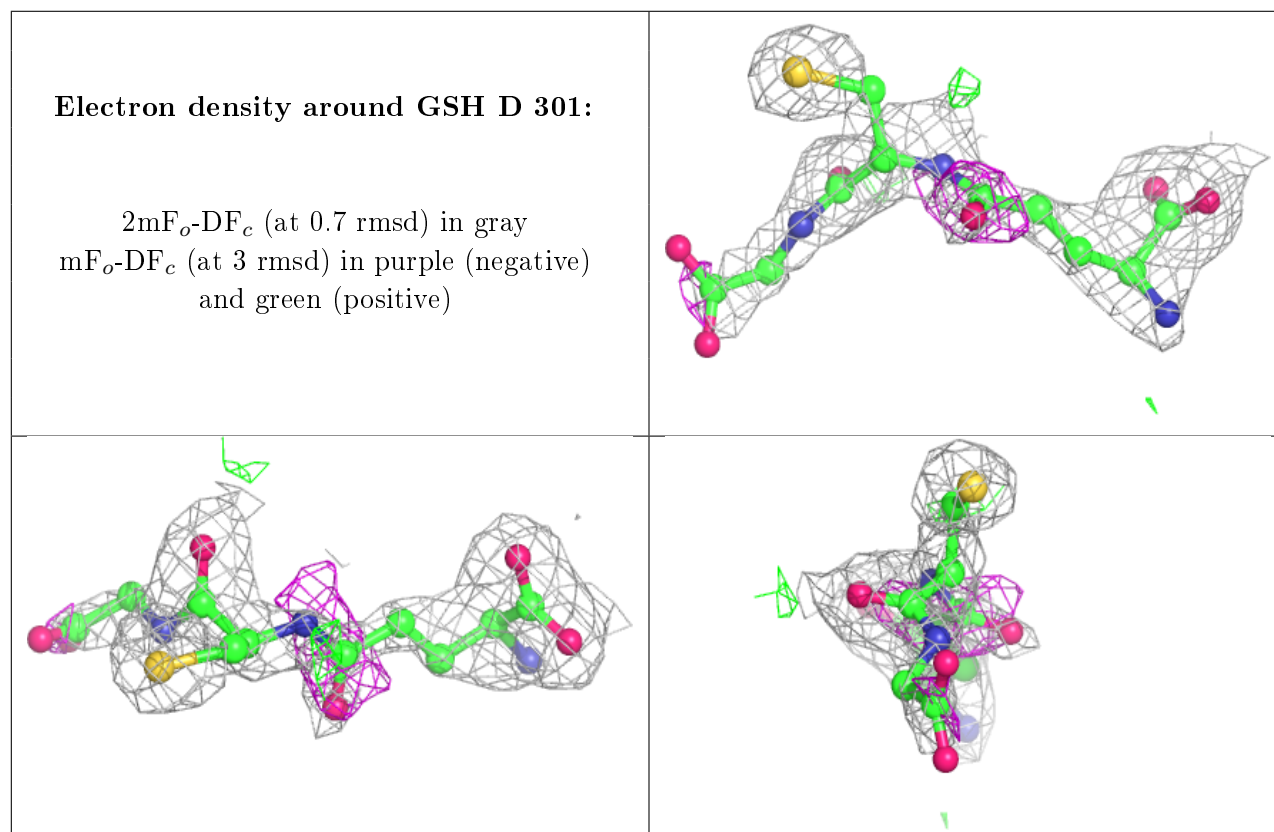 Electron density around GSH D 301:
2mFₒ-DF𝒸 (at 0.7 rmsd) in gray
mFₒ-DF𝒸 (at 3 rmsd) in purple (negative)
and green (positive)